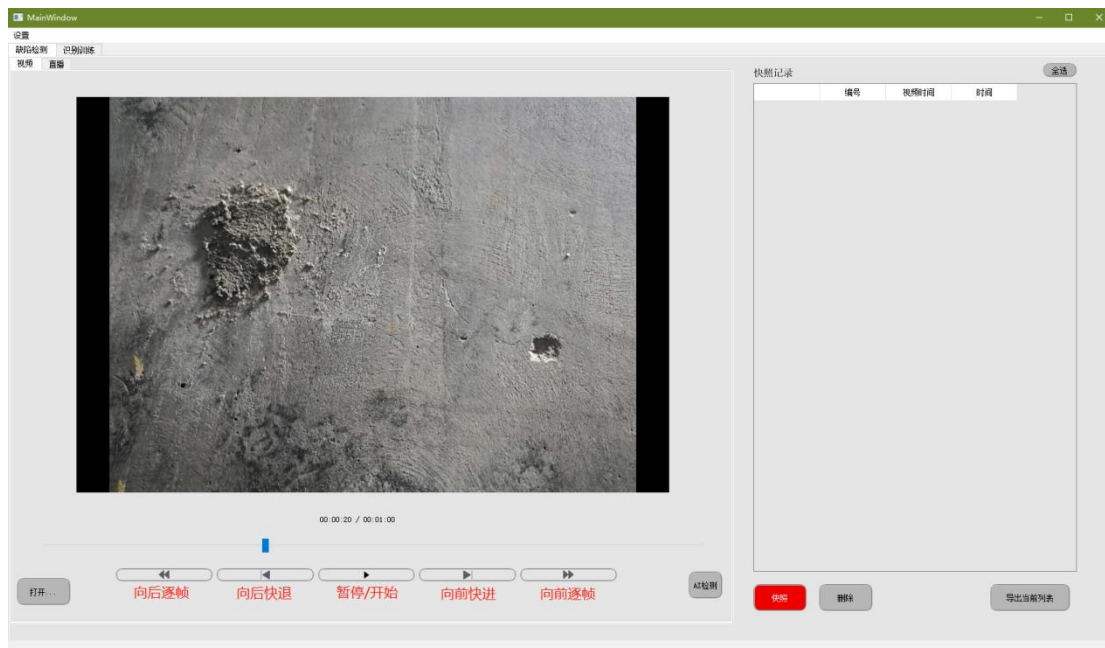 MainWindow
设置
缺陷检测 识别训练
视频 直播
快照记录 全选
编号 视频时间 时间
00:00:20 / 00:01:00
向后逐帧 向后快退 暂停/开始 向前快进 向前逐帧
打开... AI检测
快照 删除 导出当前列表